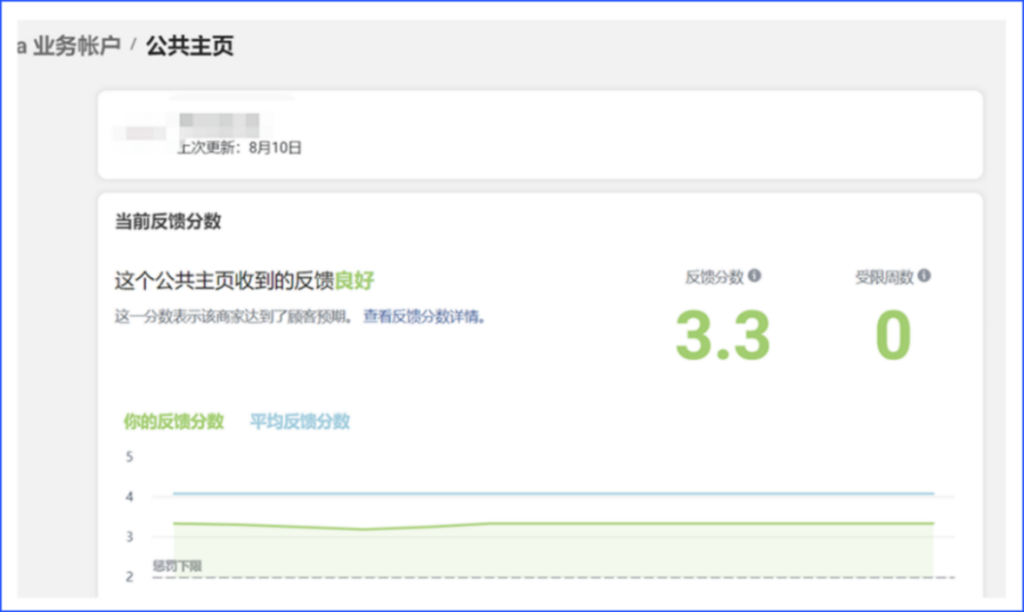 a 业务帐户 / 公共主页
上次更新：8月10日
当前反馈分数
这个公共主页收到的反馈良好
这一分数表示该商家达到了顾客预期。 查看反馈分数详情。
反馈分数
受限周数
3.3
0
你的反馈分数 平均反馈分数
5
4
3
惩罚下限
2